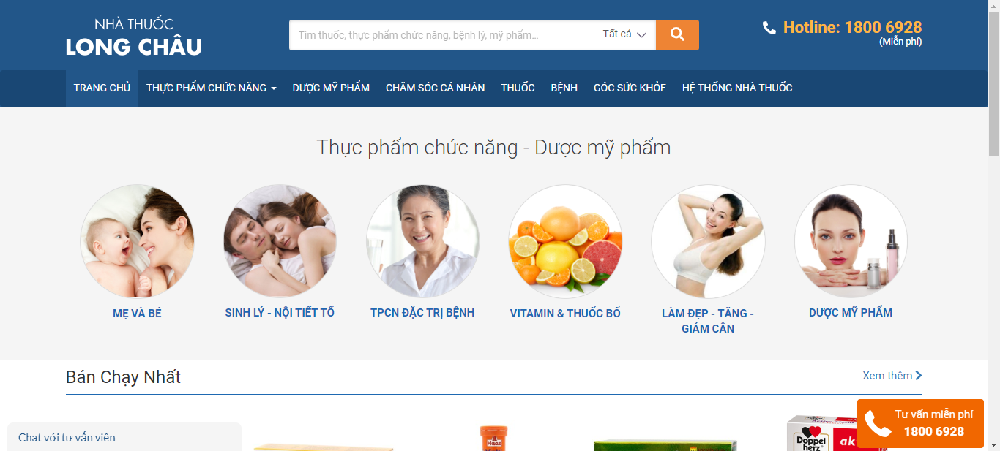 NHÀ THUỐC
LONG CHÂU
Tìm thuốc, thực phẩm chức năng, bệnh lý, mỹ phẩm...
Tất cả
Hotline: 1800 6928
(Miễn phí)
TRANG CHỦ
THỰC PHẨM CHỨC NĂNG
DƯỢC MỸ PHẨM
CHĂM SÓC CÁ NHÂN
THUỐC
BỆNH
GÓC SỨC KHỎE
HỆ THỐNG NHÀ THUỐC
Thực phẩm chức năng - Dược mỹ phẩm
MẸ VÀ BÉ
SINH LÝ - NỘI TIẾT TỐ
TPCN ĐẶC TRỊ BỆNH
VITAMIN & THUỐC BỔ
LÀM ĐẸP - TĂNG -
GIẢM CÂN
DƯỢC MỸ PHẨM
Bán Chạy Nhất
Xem thêm
Chat với tư vấn viên
Haas
Doppel
herz
Tư vấn miễn phí
1800 6928